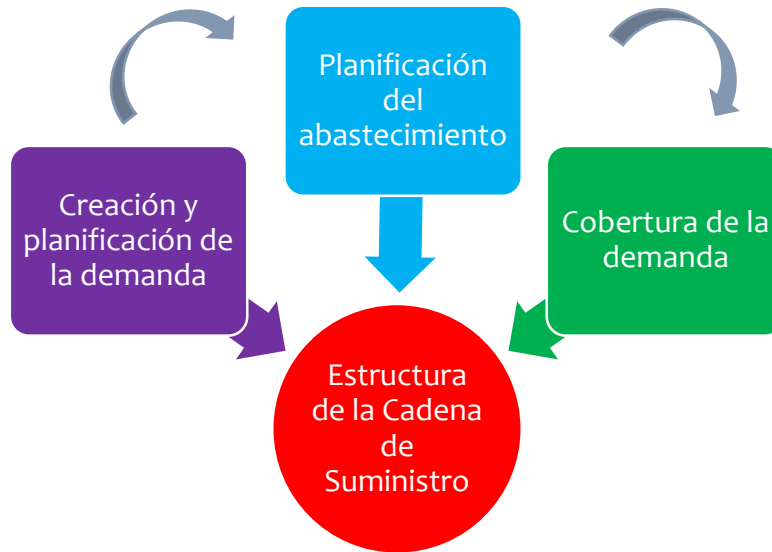 Planificación
del
abastecimiento
Creación y
planificación de
la demanda
Cobertura de la
demanda
Estructura
de la Cadena
de
Suministro